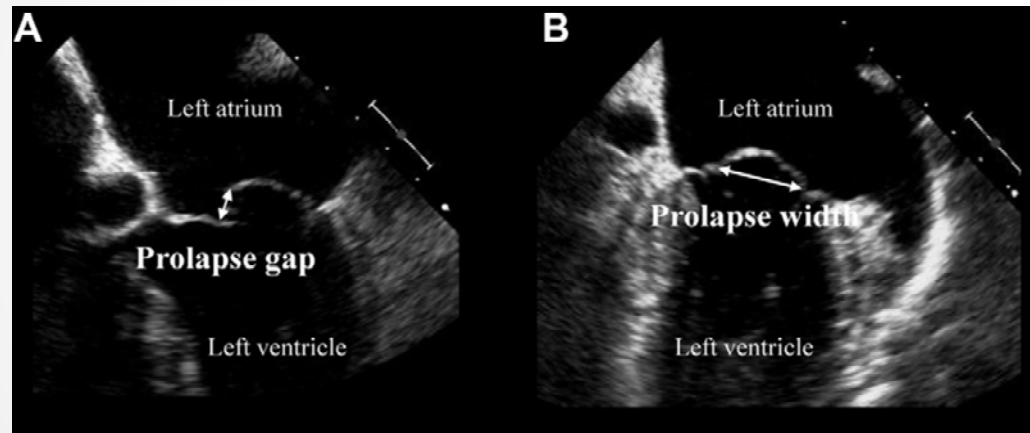 A
Left atrium
Prolapse gap
Left ventricle
B
Left atrium
Prolapse width
Left ventricle